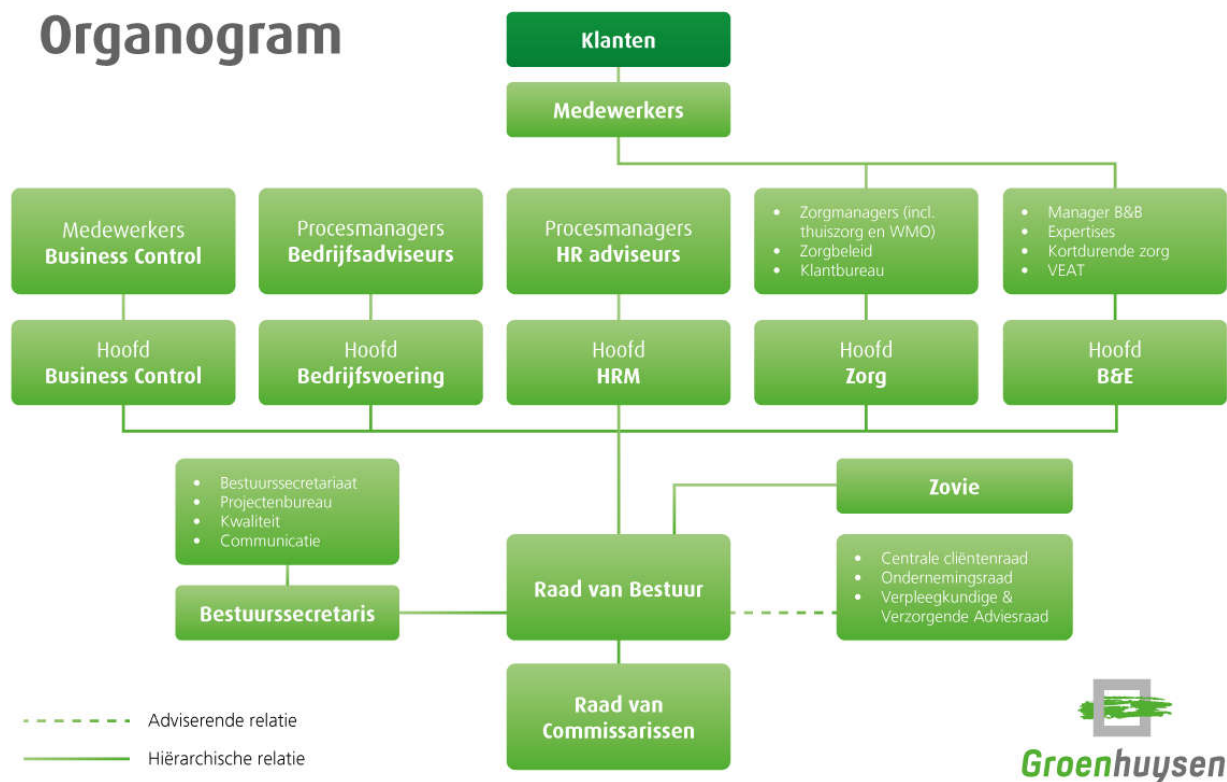 Organogram
Klanten
Medewerkers
Medewerkers
Business Control
Procesmanagers
Bedrijfsadviseurs
Procesmanagers
HR adviseurs
• Zorgmanagers (incl.
thuiszorg en WMO)
• Zorgbeleid
• Klantbureau
• Manager B&B
• Expertises
• Kortdurende zorg
• VEAT
Hoofd
Business Control
Hoofd
Bedrijfsvoering
Hoofd
HRM
Hoofd
Zorg
Hoofd
B&E
• Bestuurssecretariaat
• Projectenbureau
• Kwaliteit
• Communicatie
Zovie
Raad van Bestuur
• Centrale cliëntenraad
• Ondernemingsraad
• Verpleegkundige &
Verzorgende Adviesraad
Bestuurssecretaris
Raad van
Commissarissen
Adviserende relatie
Hiërarchische relatie
Groenhuysen